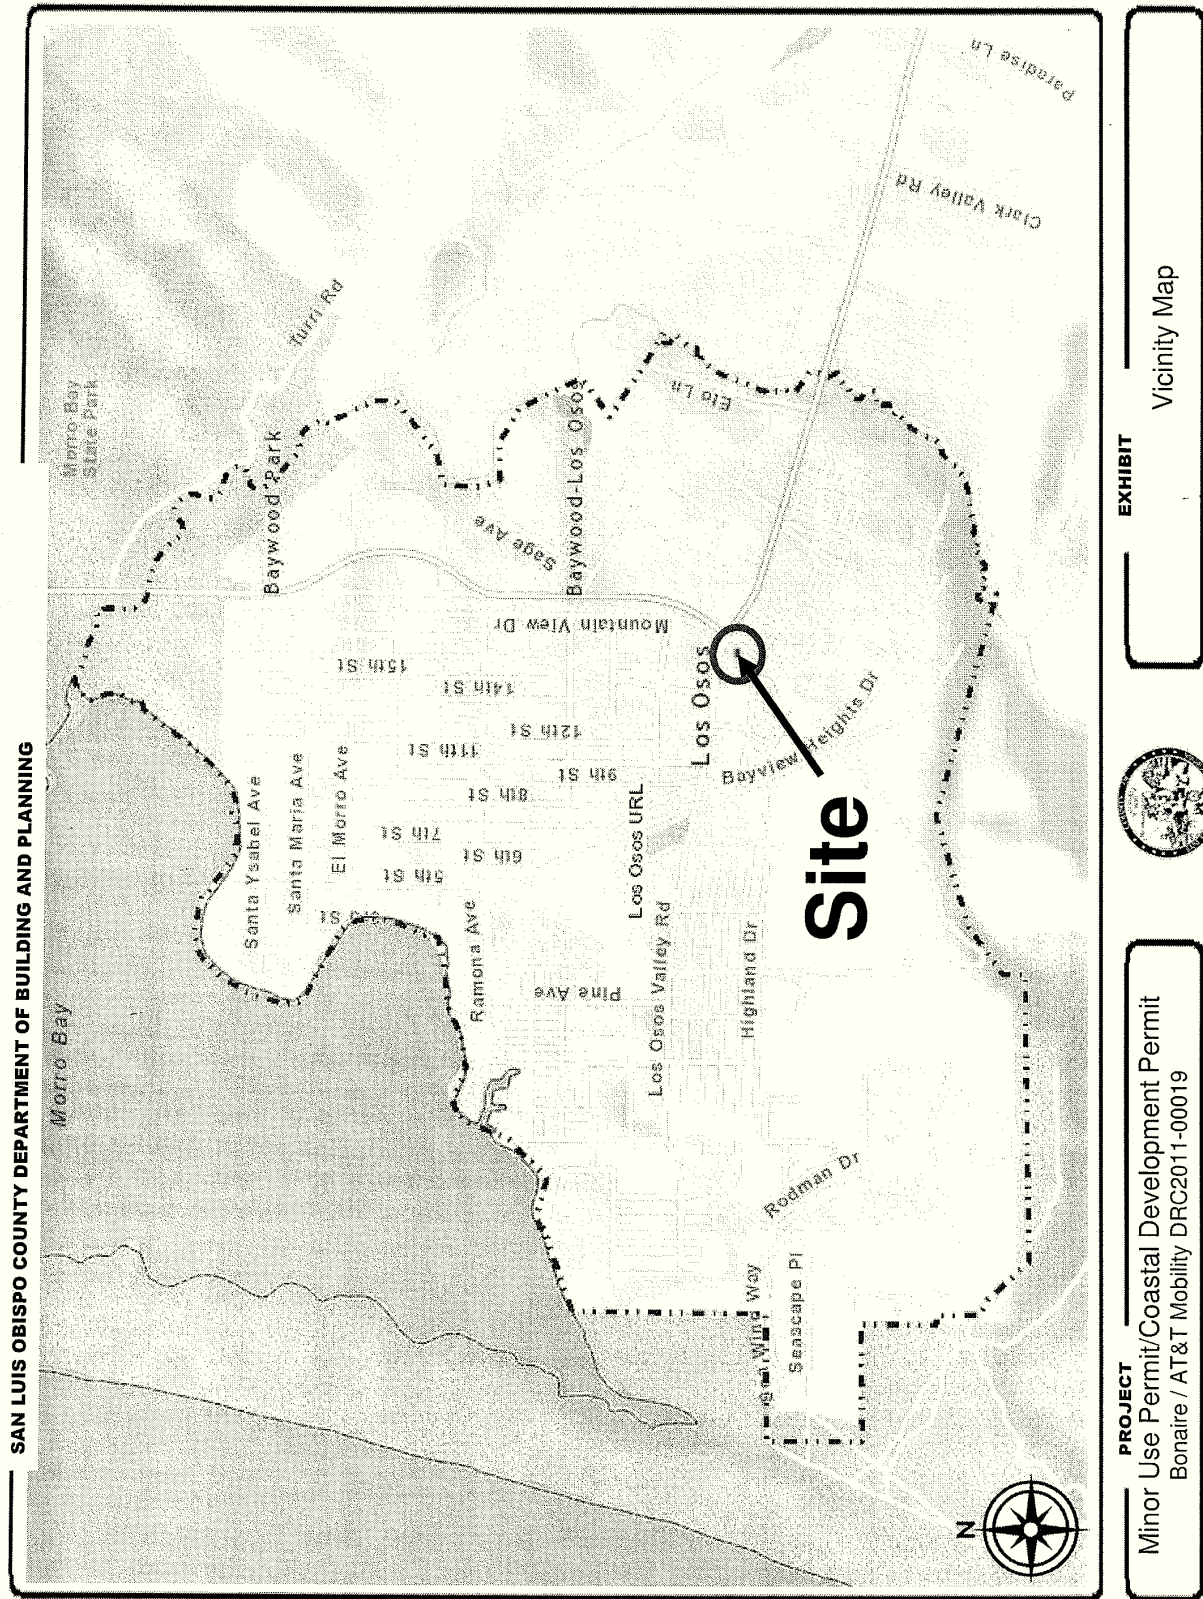 SAN LUIS OBISPO COUNTY DEPARTMENT OF BUILDING AND PLANNING
Morro Bay
Morro Bay
State Park
Turri Rd
Baywood Park
Santa Ysabel Ave
Santa Maria Ave
El Morro Ave
3rd St
5th St
7th St
6th St
8th St
11th St
9th St
12th St
14th St
15th St
Sage Ave
Baywood-Los Osos
Mountain View Dr
Ramona Ave
Pine Ave
Los Osos URL
Los Osos Valley Rd
Los Osos
Highland Dr
Bayview Heights Dr
Eto Ln
Clark Valley Rd
Paradise Ln
Rodman Dr
Wind Way
Seascape Pl
Site
N
PROJECT
Minor Use Permit/Coastal Development Permit
Bonaire / AT&T Mobility DRC2011-00019
EXHIBIT
Vicinity Map